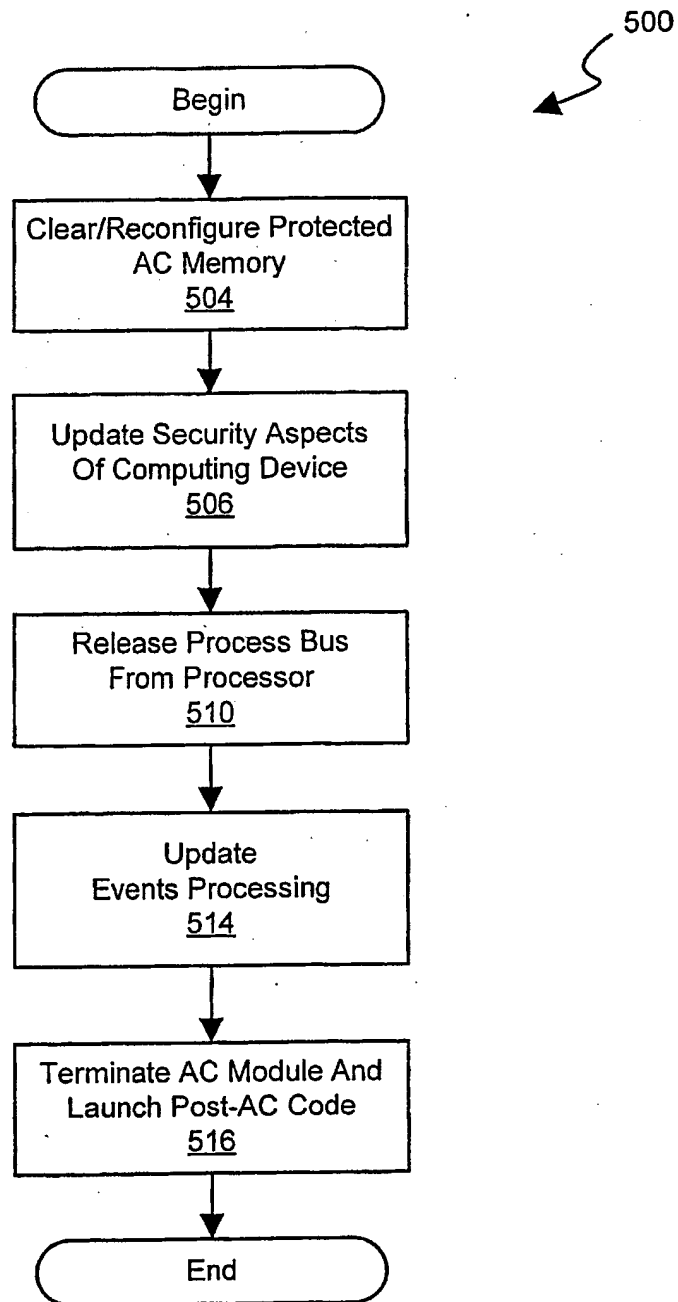 500
Begin
Clear/Reconfigure Protected
AC Memory
504
Update Security Aspects
Of Computing Device
506
Release Process Bus
From Processor
510
Update
Events Processing
514
Terminate AC Module And
Launch Post-AC Code
516
End